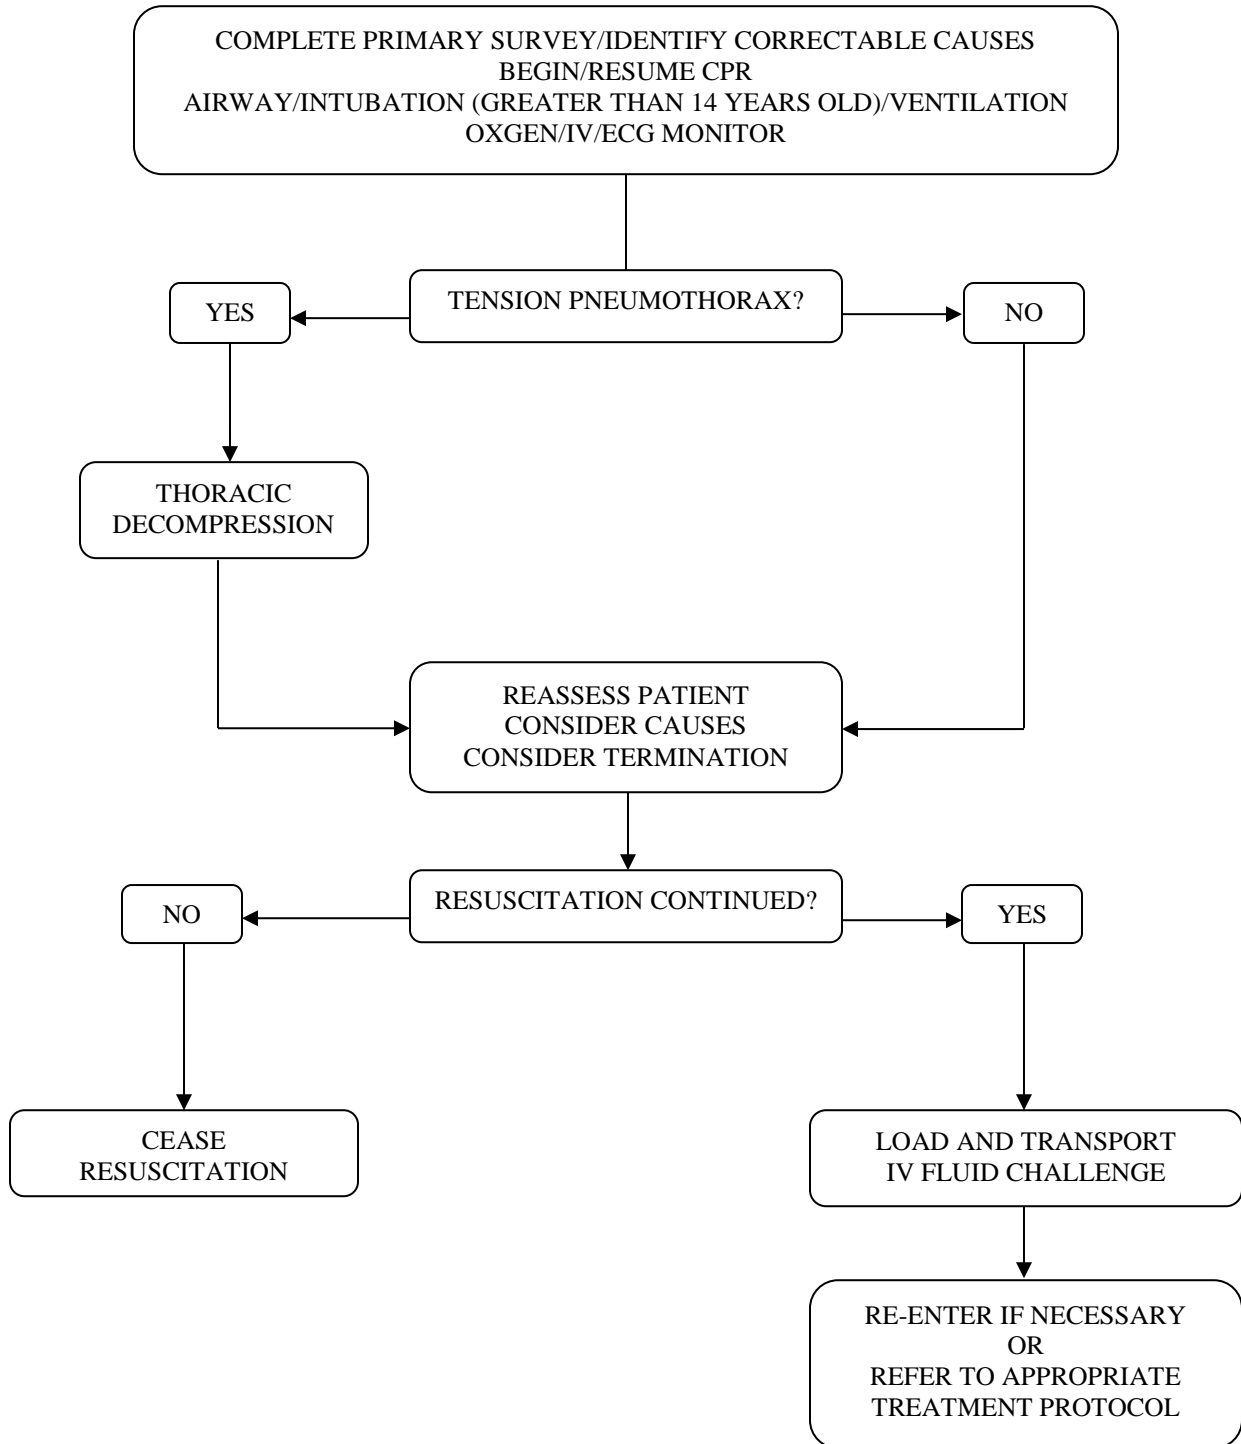 COMPLETE PRIMARY SURVEY/IDENTIFY CORRECTABLE CAUSES
BEGIN/RESUME CPR
AIRWAY/INTUBATION (GREATER THAN 14 YEARS OLD)/VENTILATION
OXGEN/IV/ECG MONITOR
YES
TENSION PNEUMOTHORAX?
NO
THORACIC
DECOMPRESSION
REASSESS PATIENT
CONSIDER CAUSES
CONSIDER TERMINATION
NO
RESUSCITATION CONTINUED?
YES
CEASE
RESUSCITATION
LOAD AND TRANSPORT
IV FLUID CHALLENGE
RE-ENTER IF NECESSARY
OR
REFER TO APPROPRIATE
TREATMENT PROTOCOL